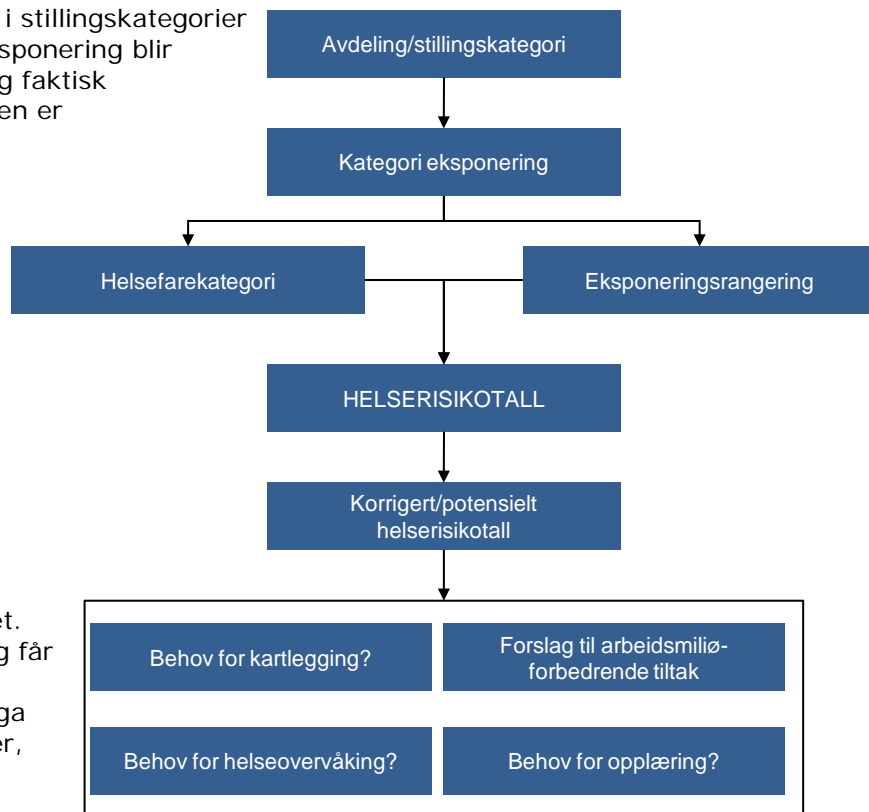 i stillingskategorier
sponering blir
g faktisk
en er
Avdeling/stillingskategori
Kategori eksponering
Helsefarekategori
Eksponeringsrangering
HELSERISIKOTALL
Korrigert/potensielt
helserisikotall
et.
g får
ga
er,
Behov for kartlegging?
Forslag til arbeidsmiliø-
forbedrende tiltak
Behov for helseovervåking?
Behov for opplæring?